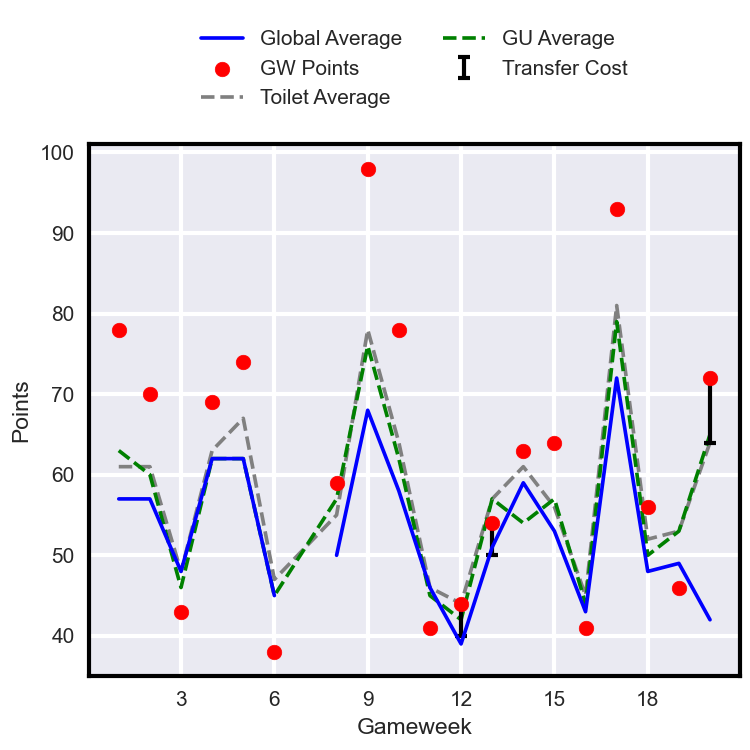 Global Average
GW Points
Toilet Average
GU Average
Transfer Cost
100
90
80
70
60
50
40
Points
3 6 9 12 15 18
Gameweek